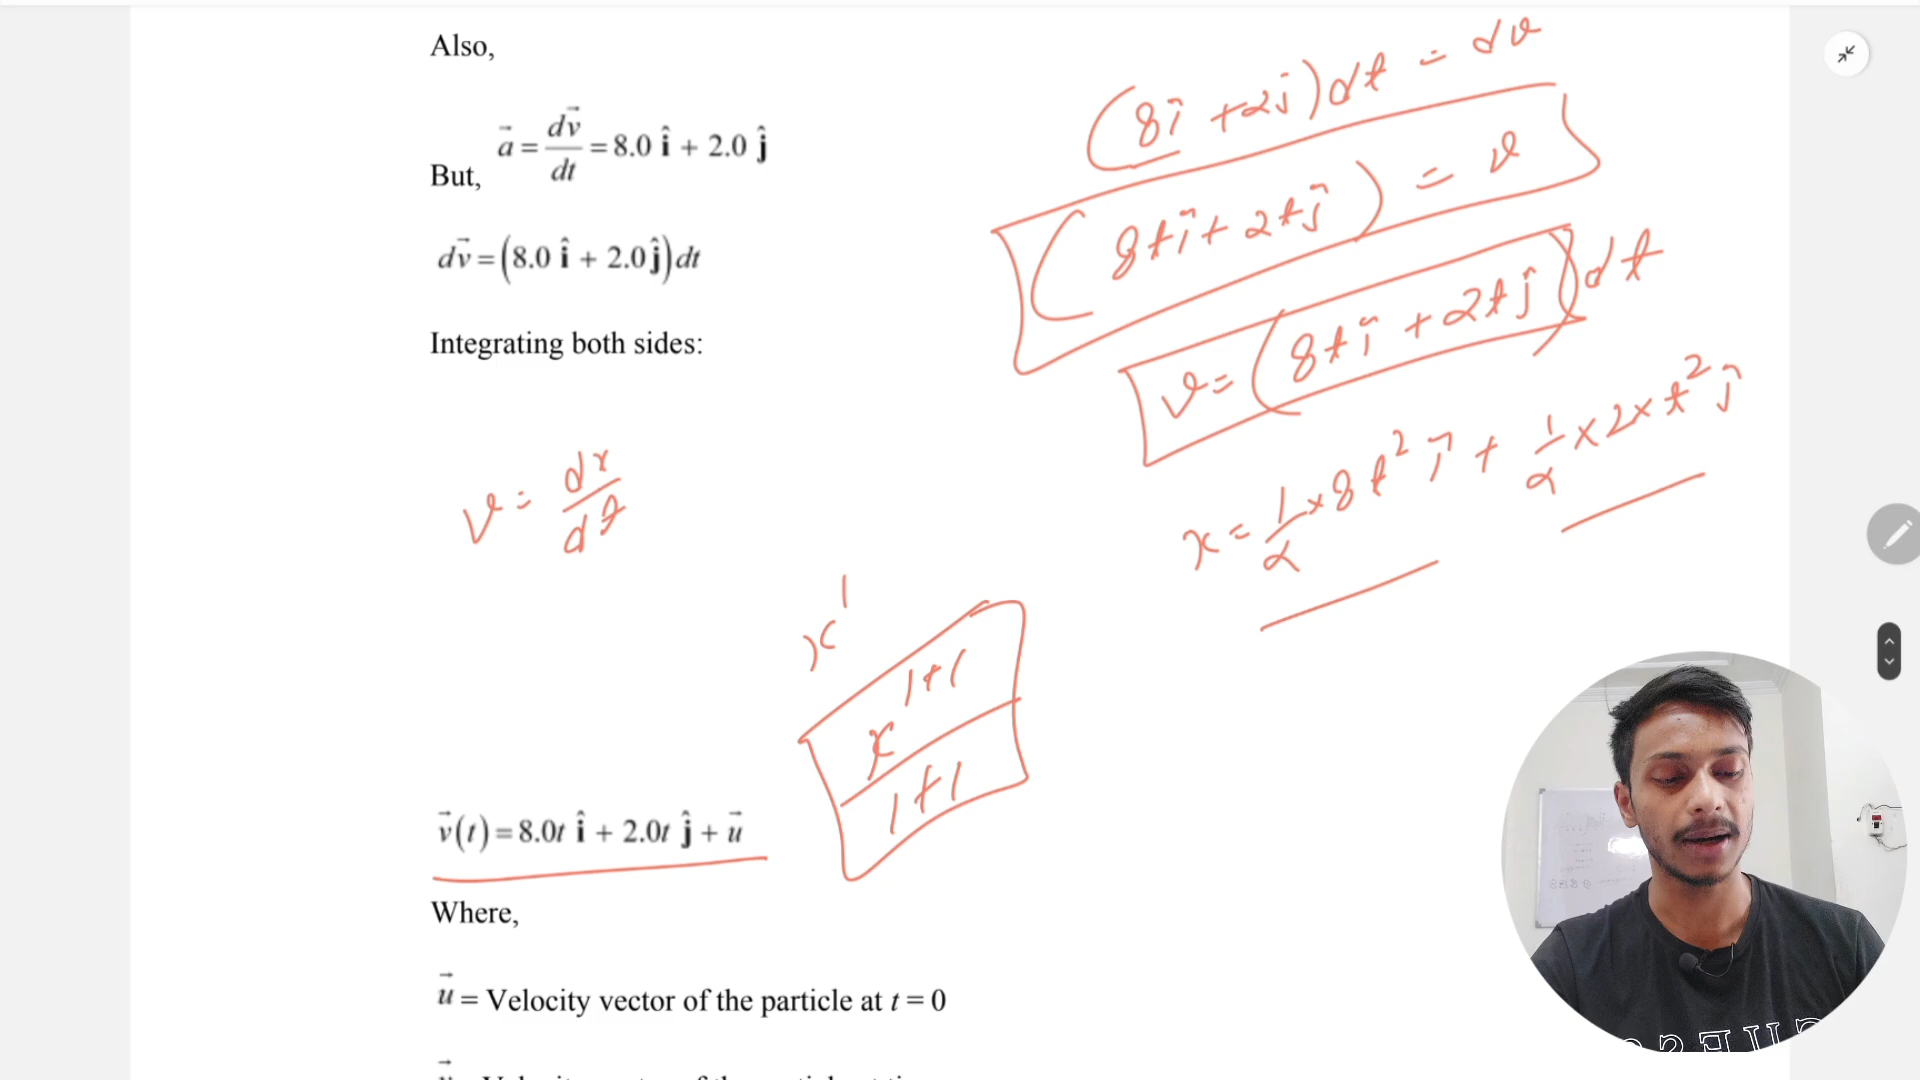 Also,
But, a⃗ = dv⃗/dt = 8.0 î + 2.0 ĵ
dv⃗ = (8.0 î + 2.0 ĵ)dt
Integrating both sides:
v = dx/dt
x^1
x^(1+1)/(1+1)
v⃗(t) = 8.0t î + 2.0t ĵ + u⃗
Where,
u⃗ = Velocity vector of the particle at t = 0
(8î + 2ĵ)dt = dv
(8tî + 2tĵ) = v
v = (8tî + 2tĵ)dt
x = 1/2 × 8t² î + 1/2 × 2 × t² ĵ